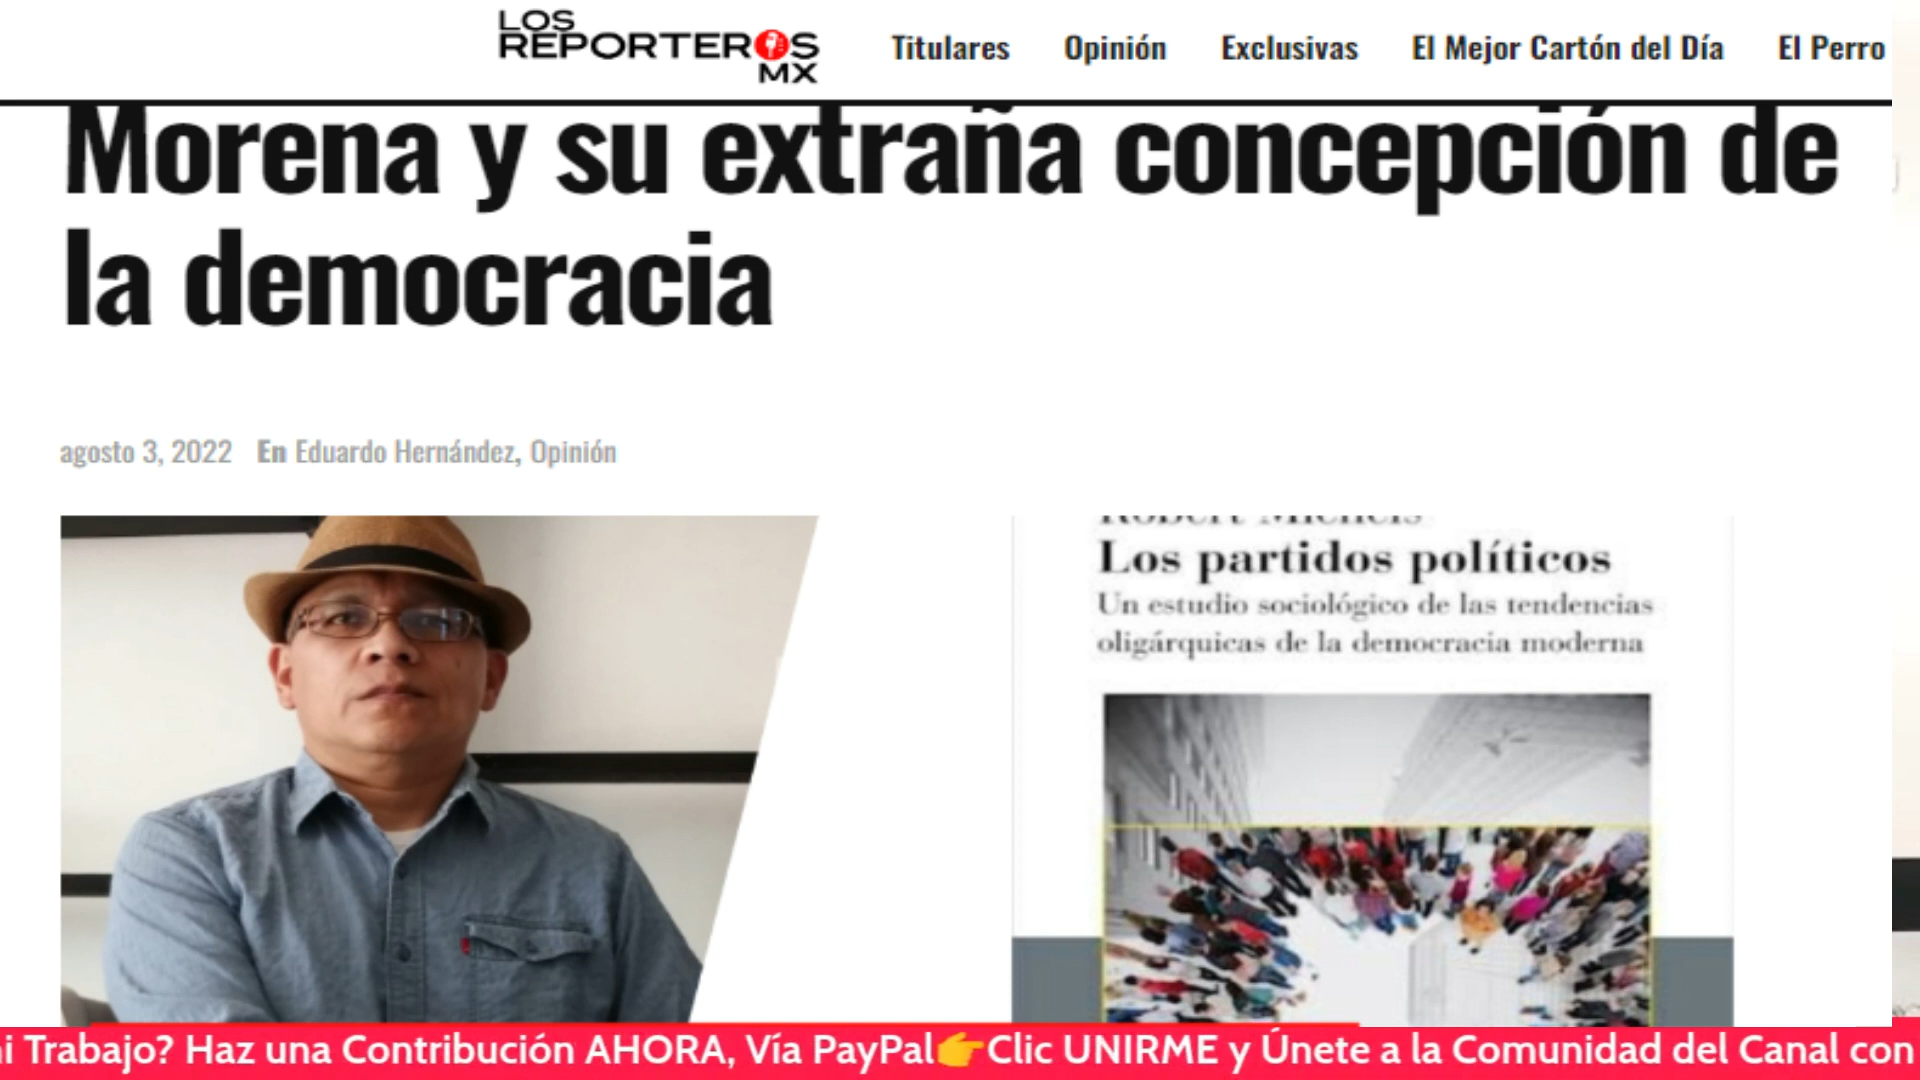 LOS
REPORTEROS
MX
Titulares Opinión Exclusivas El Mejor Cartón del Día El Perro
Morena y su extraña concepción de
la democracia
agosto 3, 2022 En Eduardo Hernández, Opinión
Robert Michels
Los partidos políticos
Un estudio sociológico de las tendencias
oligárquicas de la democracia moderna
i Trabajo? Haz una Contribución AHORA, Vía PayPal👉Clic UNIRME y Únete a la Comunidad del Canal con